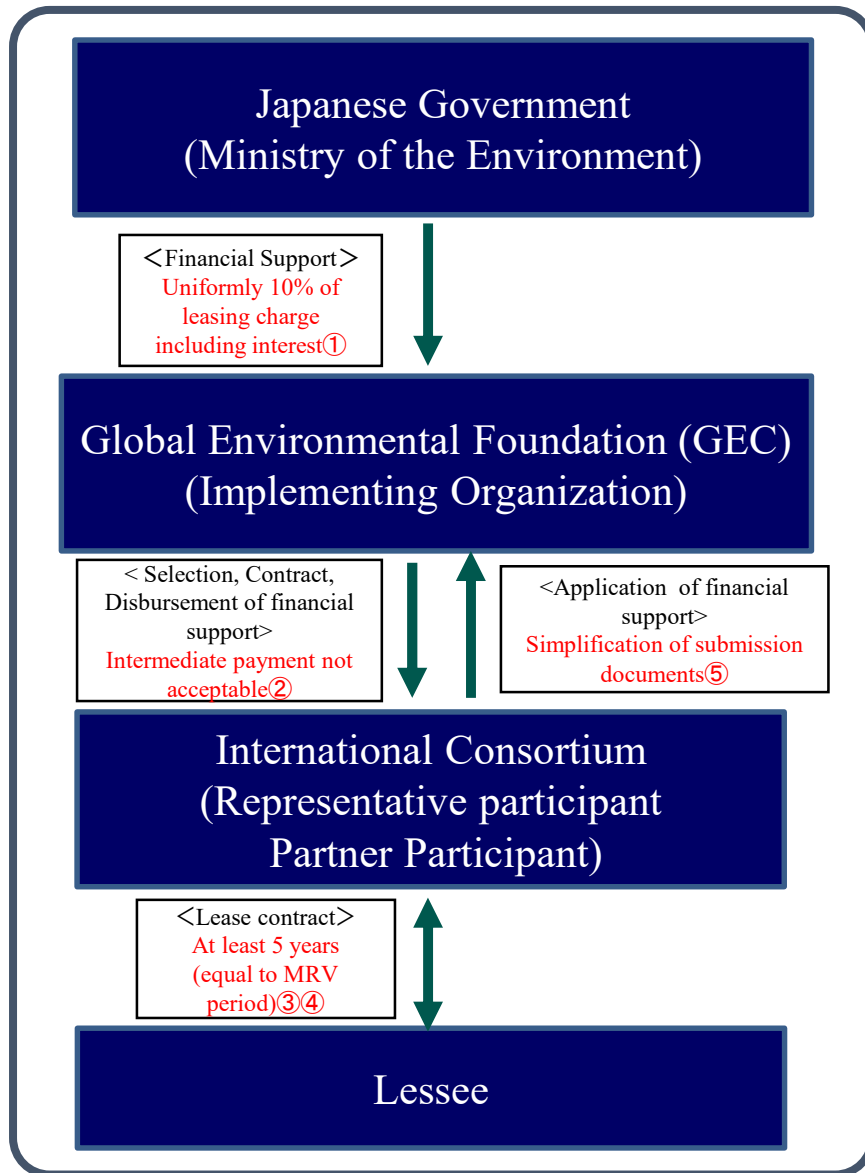 Japanese Government
(Ministry of the Environment)
＜Financial Support＞
Uniformly 10% of
leasing charge
including interest①
Global Environmental Foundation (GEC)
(Implementing Organization)
< Selection, Contract,
Disbursement of financial
support>
Intermediate payment not
acceptable②
<Application of financial
support>
Simplification of submission
documents⑤
International Consortium
(Representative participant
Partner Participant)
＜Lease contract＞
At least 5 years
(equal to MRV
period)③④
Lessee